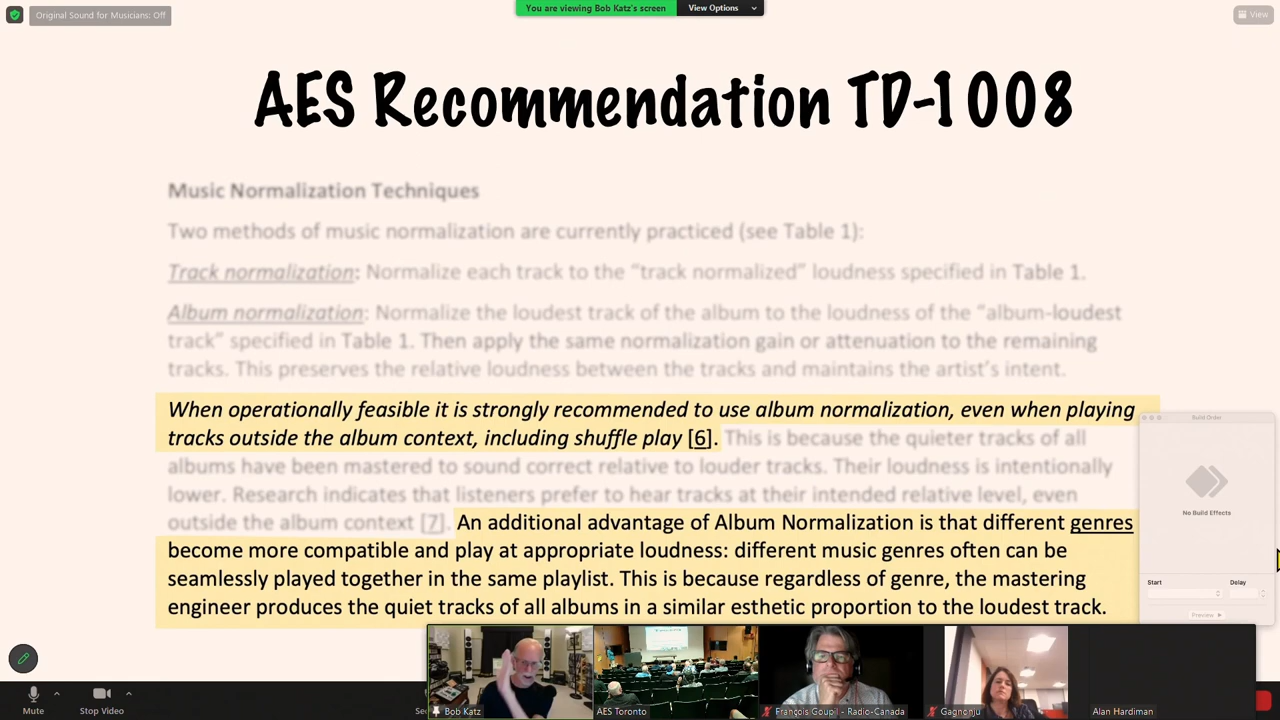 Original Sound for Musicians: Off
You are viewing Bob Katz's screen
View Options
View
AES Recommendation TD-1008
Music Normalization Techniques
Two methods of music normalization are currently practiced (see Table 1):
Track normalization: Normalize each track to the “track normalized” loudness specified in Table 1.
Album normalization: Normalize the loudest track of the album to the loudness of the “album-loudest
track” specified in Table 1. Then apply the same normalization gain or attenuation to the remaining
tracks. This preserves the relative loudness between the tracks and maintains the artist’s intent.
When operationally feasible it is strongly recommended to use album normalization, even when playing
tracks outside the album context, including shuffle play [6]. This is because the quieter tracks of all
albums have been mastered to sound correct relative to louder tracks. Their loudness is intentionally
lower. Research indicates that listeners prefer to hear tracks at their intended relative level, even
outside the album context [7]. An additional advantage of Album Normalization is that different genres
become more compatible and play at appropriate loudness: different music genres often can be
seamlessly played together in the same playlist. This is because regardless of genre, the mastering
engineer produces the quiet tracks of all albums in a similar esthetic proportion to the loudest track.
Build Order
No Build Effects
Start
Delay
Preview
Mute
Stop Video
Bob Katz
AES Toronto
François Goupil - Radio-Canada
Gagnonju
Alan Hardiman